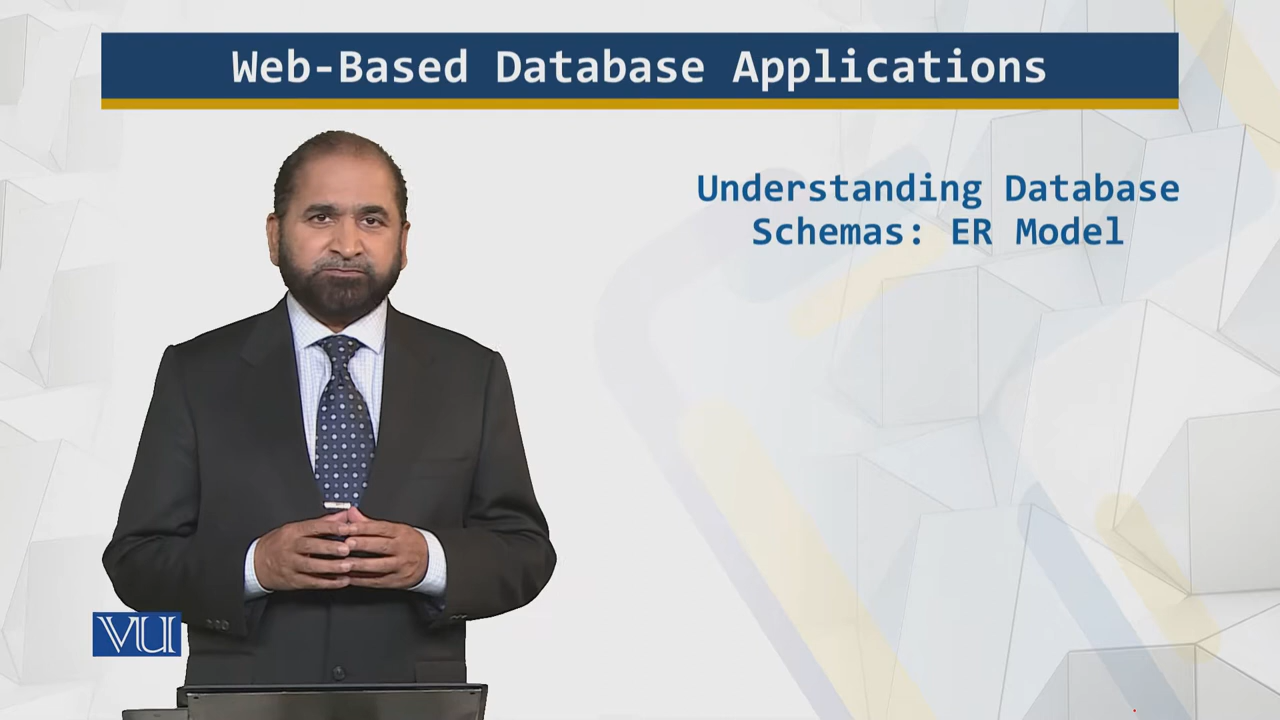 Web-Based Database Applications
Understanding Database
Schemas: ER Model
VU